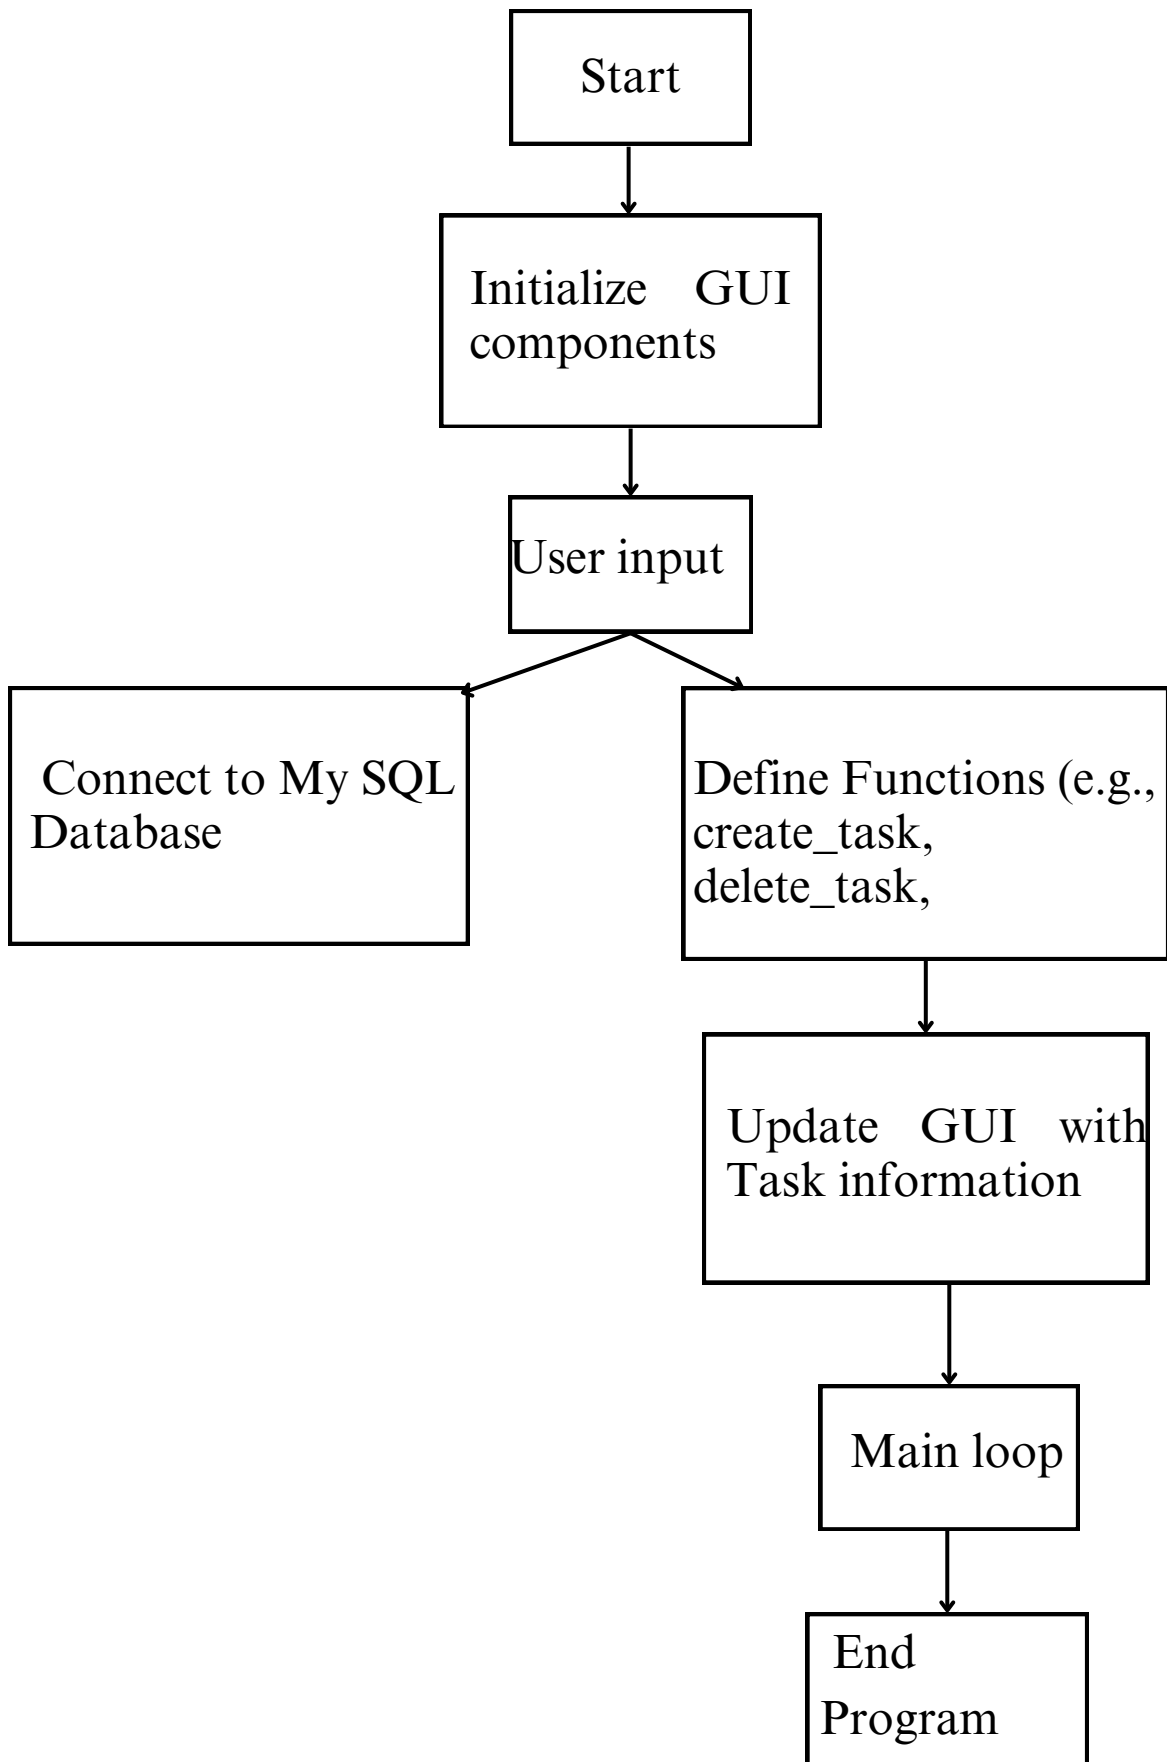 Start
Initialize GUI
components
User input
Connect to My SQL
Database
Define Functions (e.g.,
create_task,
delete_task,
Update GUI with
Task information
Main loop
End
Program